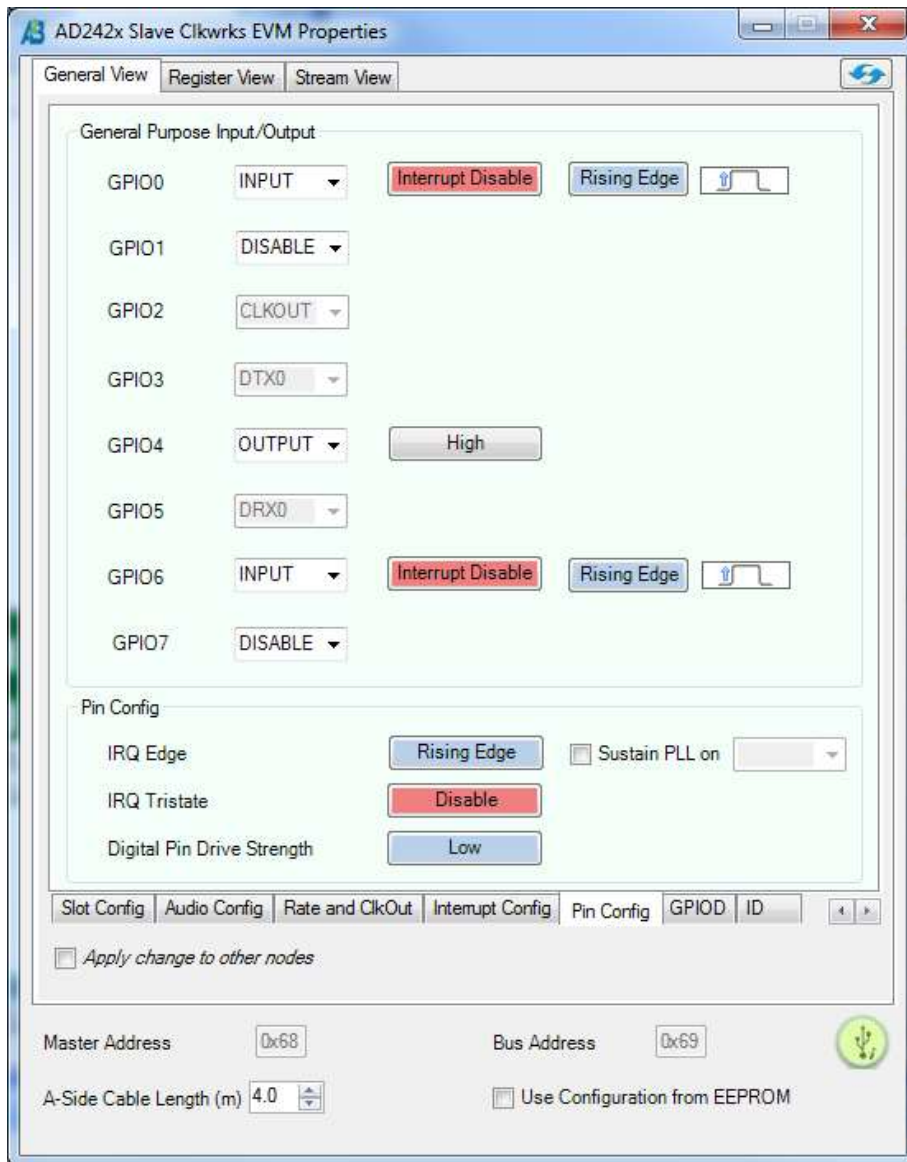 AD242x Slave Clkwrks EVM Properties
General View Register View Stream View
General Purpose Input/Output
GPIO0 INPUT Interrupt Disable Rising Edge
GPIO1 DISABLE
GPIO2 CLKOUT
GPIO3 DTX0
GPIO4 OUTPUT High
GPIO5 DRX0
GPIO6 INPUT Interrupt Disable Rising Edge
GPIO7 DISABLE
Pin Config
IRQ Edge Rising Edge Sustain PLL on
IRQ Tristate Disable
Digital Pin Drive Strength Low
Slot Config Audio Config Rate and ClkOut Interrupt Config Pin Config GPIOD ID
Apply change to other nodes
Master Address 0x68 Bus Address 0x69
A-Side Cable Length (m) 4.0 Use Configuration from EEPROM